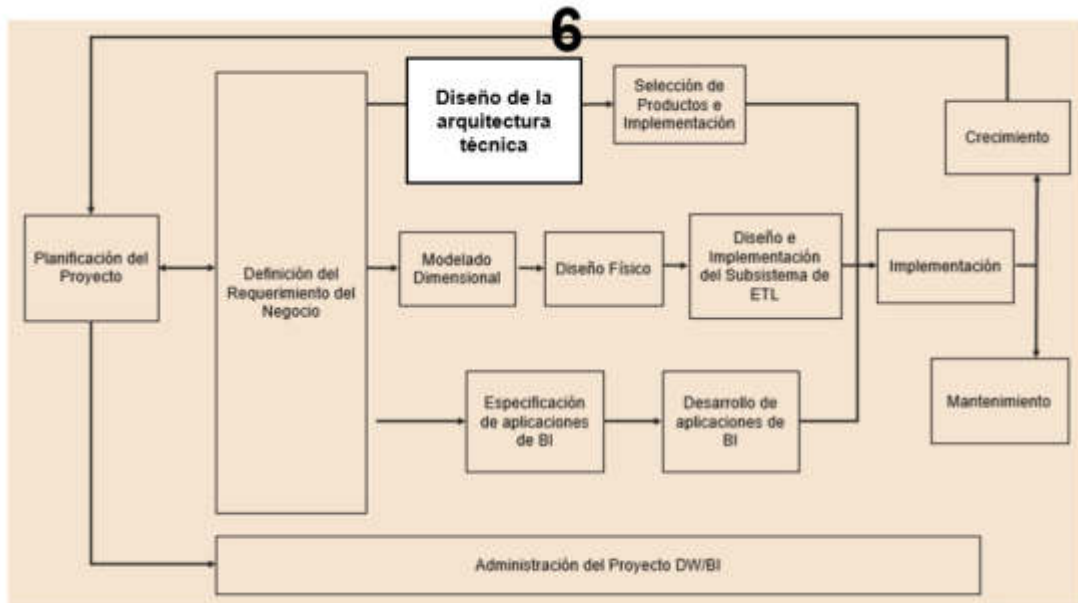 6
Diseño de la
arquitectura
técnica
Selección de
Productos e
Implementación
Crecimiento
Planificación del
Proyecto
Definición del
Requerimiento del
Negocio
Modelado
Dimensional
Diseño Físico
Diseño e
Implementación
del Subsistema de
ETL
Implementación
Especificación
de aplicaciones
de BI
Desarrollo de
aplicaciones de
BI
Mantenimiento
Administración del Proyecto DW/BI